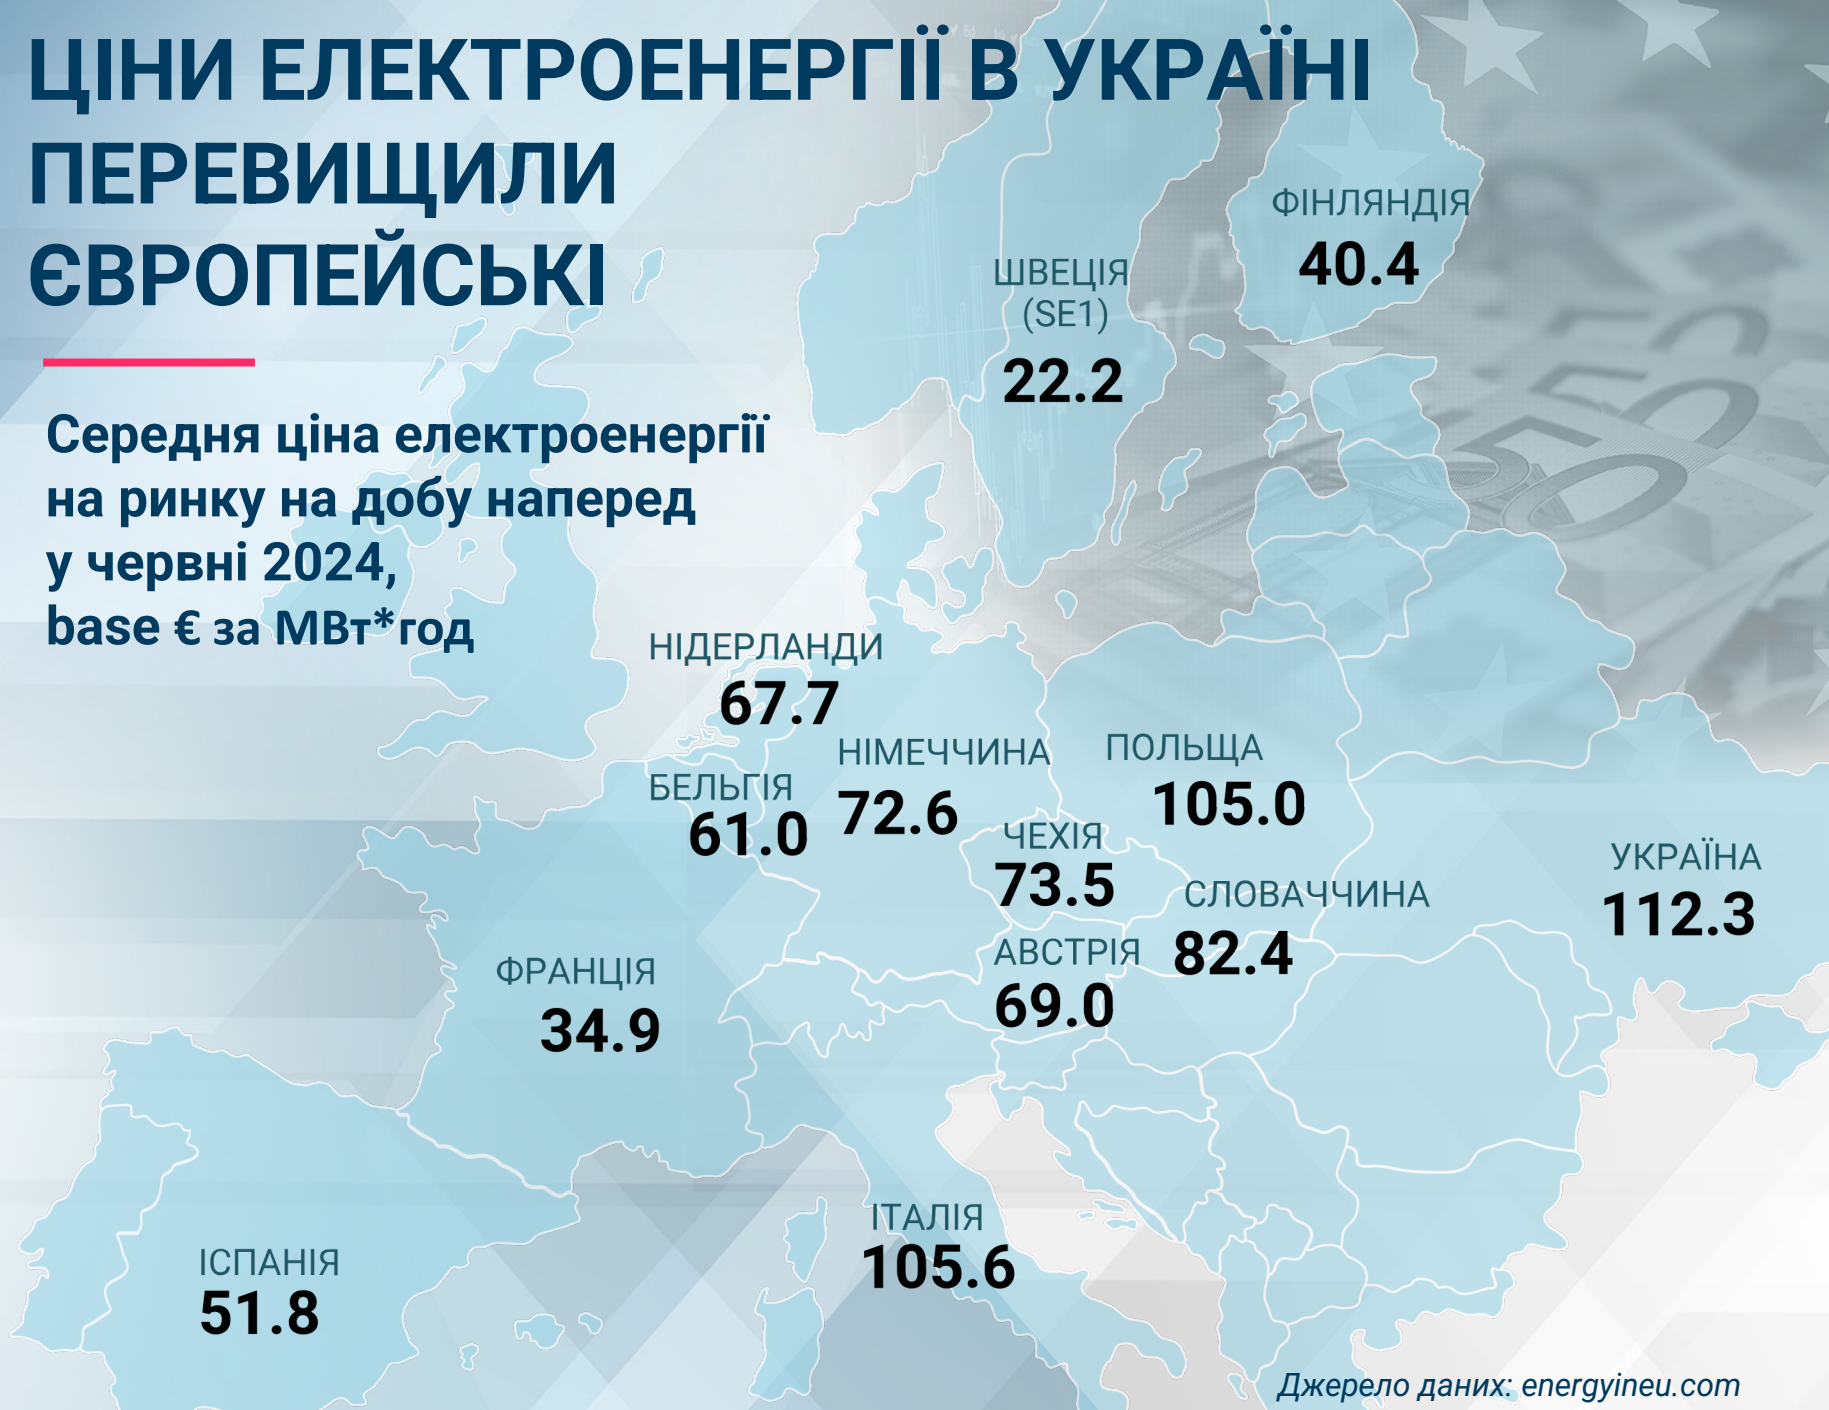 ЦІНИ ЕЛЕКТРОЕНЕРГІЇ В УКРАЇНІ
ПЕРЕВИЩИЛИ
ЄВРОПЕЙСЬКІ
Середня ціна електроенергії
на ринку на добу наперед
у червні 2024,
base € за МВт*год
ФІНЛЯНДІЯ
40.4
ШВЕЦІЯ
(SE1)
22.2
НІДЕРЛАНДИ
67.7
НІМЕЧЧИНА
72.6
ПОЛЬЩА
105.0
БЕЛЬГІЯ
61.0
ЧЕХІЯ
73.5
СЛОВАЧЧИНА
82.4
УКРАЇНА
112.3
АВСТРІЯ
69.0
ФРАНЦІЯ
34.9
ІТАЛІЯ
105.6
ІСПАНІЯ
51.8
Джерело даних: energyineu.com